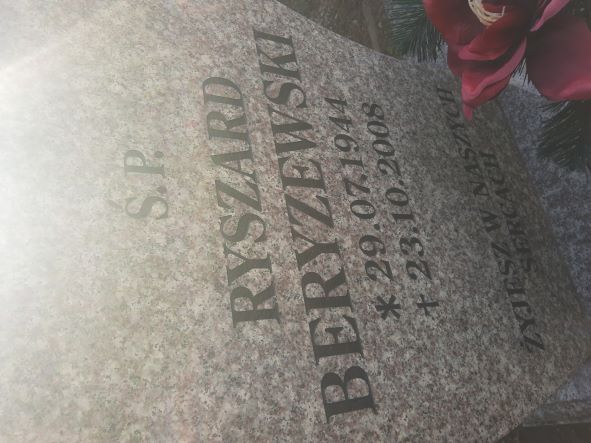 Ś.P.
RYSZARD
BERYZEWSKI
* 29.07.1944
+ 23.10.2008
ŻYJESZ W NASZYCH
SERCACH